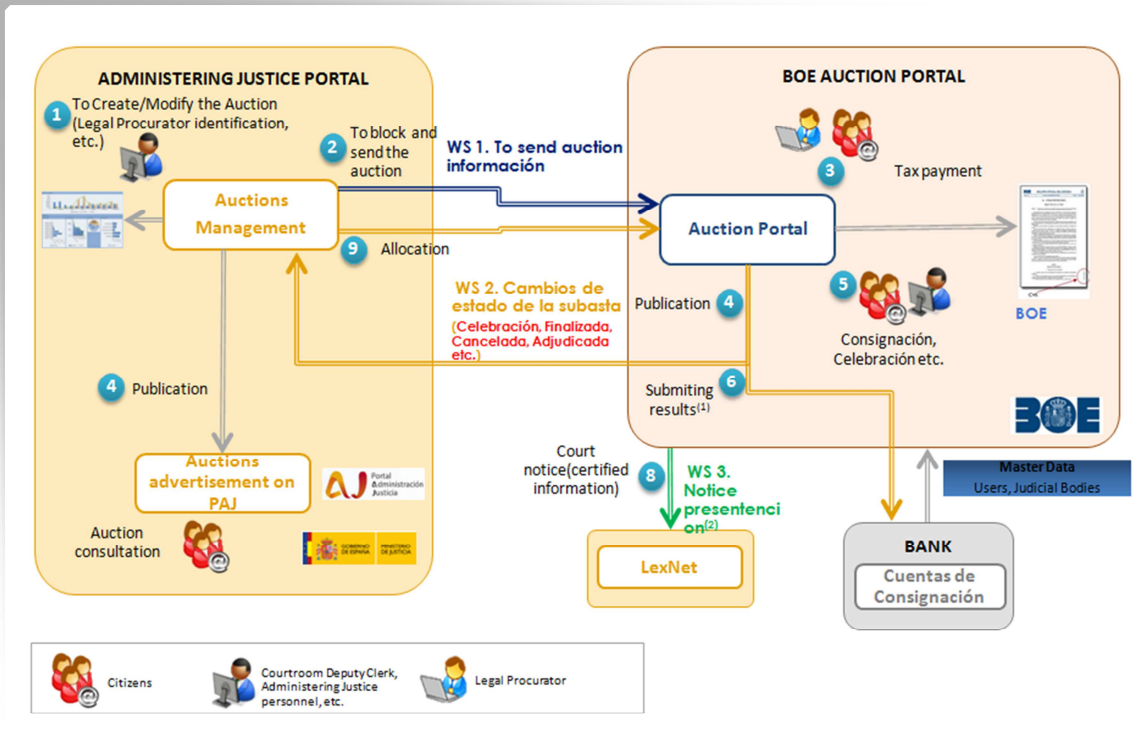 ADMINISTERING JUSTICE PORTAL
1
To Create/Modify the Auction
(Legal Procurator identification,
etc.)
2
To block and
send the
auction
WS 1. To send auction
información
Auctions
Management
9
Allocation
WS 2. Cambios de
estado de la subasta
(Celebración, Finalizada,
Cancelada, Adjudicada
etc.)
4
Publication
Auctions
advertisement on
PAJ
Portal
Administración
Justicia
Auction
consultation
GOBIERNO
DE ESPAÑA
MINISTERIO
DE JUSTICIA
BOE AUCTION PORTAL
3
Tax payment
Auction Portal
CVE
BOE
Publication
4
5
Consignación,
Celebración etc.
Submiting
results(1)
6
BOE
Court
notice(certified
information)
8
WS 3.
Notice
presentenci
on(2)
LexNet
Master Data
Users, Judicial Bodies
BANK
Cuentas de
Consignación
Citizens
Courtroom Deputy Clerk,
Administering Justice
personnel, etc.
Legal Procurator